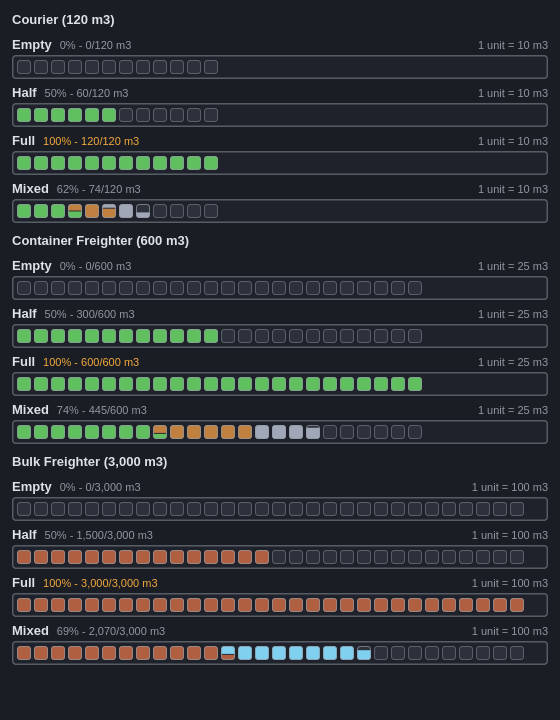 Courier (120 m3)
Empty 0% - 0/120 m3 1 unit = 10 m3
Half 50% - 60/120 m3 1 unit = 10 m3
Full 100% - 120/120 m3 1 unit = 10 m3
Mixed 62% - 74/120 m3 1 unit = 10 m3
Container Freighter (600 m3)
Empty 0% - 0/600 m3 1 unit = 25 m3
Half 50% - 300/600 m3 1 unit = 25 m3
Full 100% - 600/600 m3 1 unit = 25 m3
Mixed 74% - 445/600 m3 1 unit = 25 m3
Bulk Freighter (3,000 m3)
Empty 0% - 0/3,000 m3 1 unit = 100 m3
Half 50% - 1,500/3,000 m3 1 unit = 100 m3
Full 100% - 3,000/3,000 m3 1 unit = 100 m3
Mixed 69% - 2,070/3,000 m3 1 unit = 100 m3